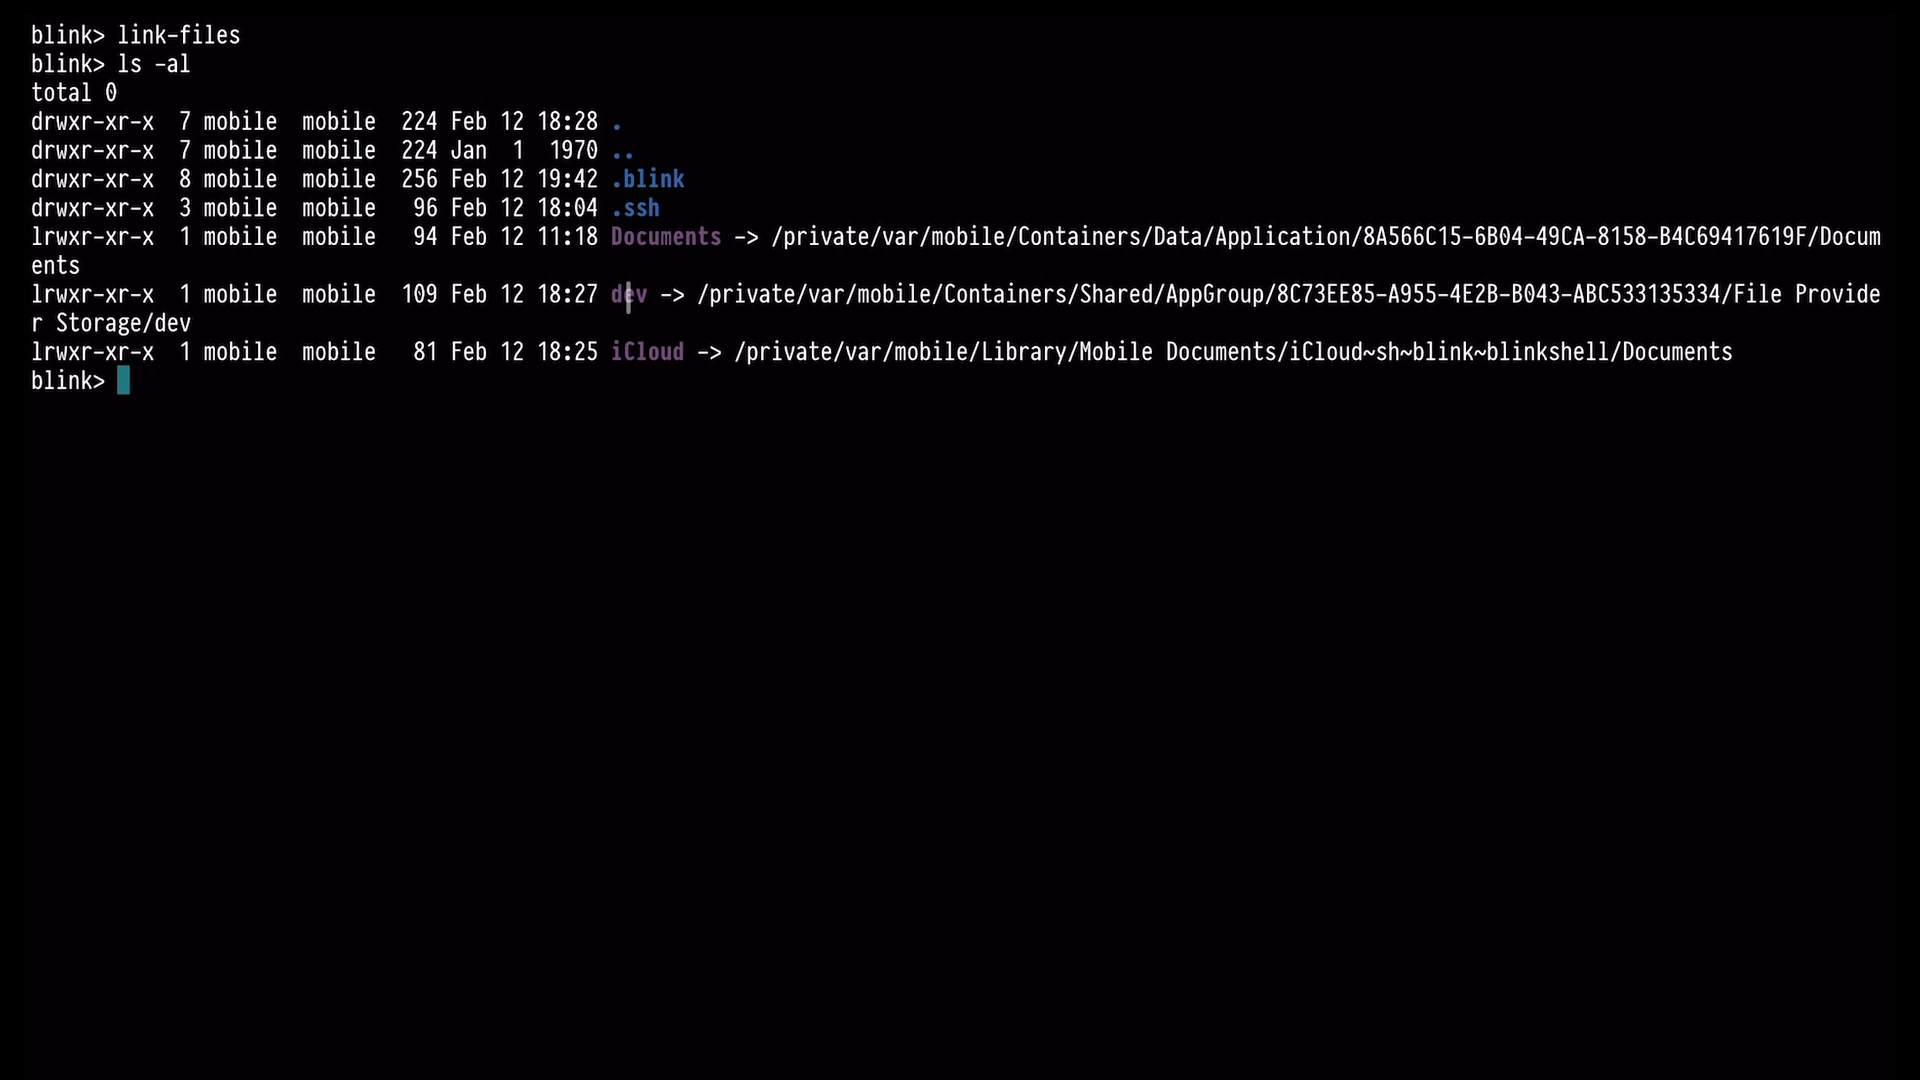 blink> link-files
blink> ls -al
total 0
drwxr-xr-x  7 mobile  mobile  224 Feb 12 18:28 .
drwxr-xr-x  7 mobile  mobile  224 Jan  1  1970 ..
drwxr-xr-x  8 mobile  mobile  256 Feb 12 19:42 .blink
drwxr-xr-x  3 mobile  mobile   96 Feb 12 18:04 .ssh
lrwxr-xr-x  1 mobile  mobile   94 Feb 12 11:18 Documents -> /private/var/mobile/Containers/Data/Application/8A566C15-6B04-49CA-8158-B4C69417619F/Docum
ents
lrwxr-xr-x  1 mobile  mobile  109 Feb 12 18:27 dev -> /private/var/mobile/Containers/Shared/AppGroup/8C73EE85-A955-4E2B-B043-ABC533135334/File Provide
r Storage/dev
lrwxr-xr-x  1 mobile  mobile   81 Feb 12 18:25 iCloud -> /private/var/mobile/Library/Mobile Documents/iCloud~sh~blink~blinkshell/Documents
blink>